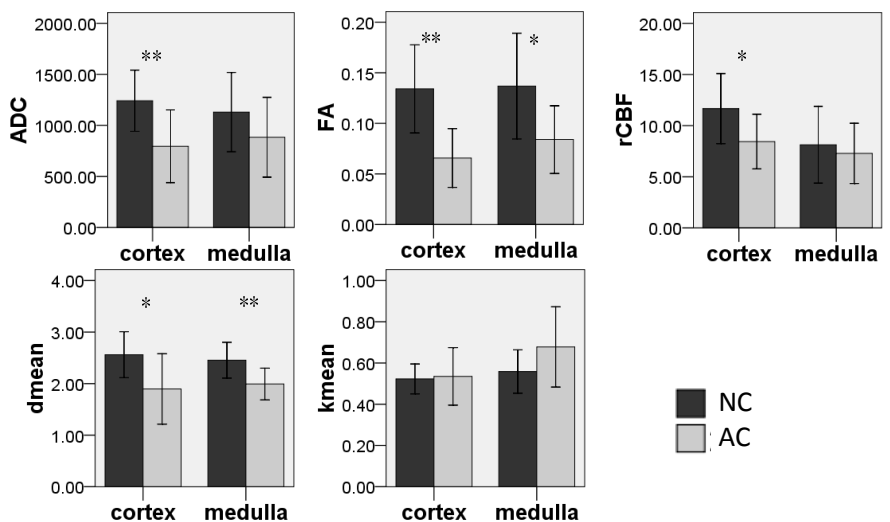 2000.00
1500.00
1000.00
500.00
0.00
ADC
**
cortex
medulla
0.20
0.15
0.10
0.05
0.00
FA
**
*
cortex
medulla
20.00
15.00
10.00
5.00
0.00
rCBF
*
cortex
medulla
4.00
3.00
2.00
1.00
0.00
dmean
*
**
cortex
medulla
1.00
0.80
0.60
0.40
0.20
0.00
kmean
cortex
medulla
NC
AC